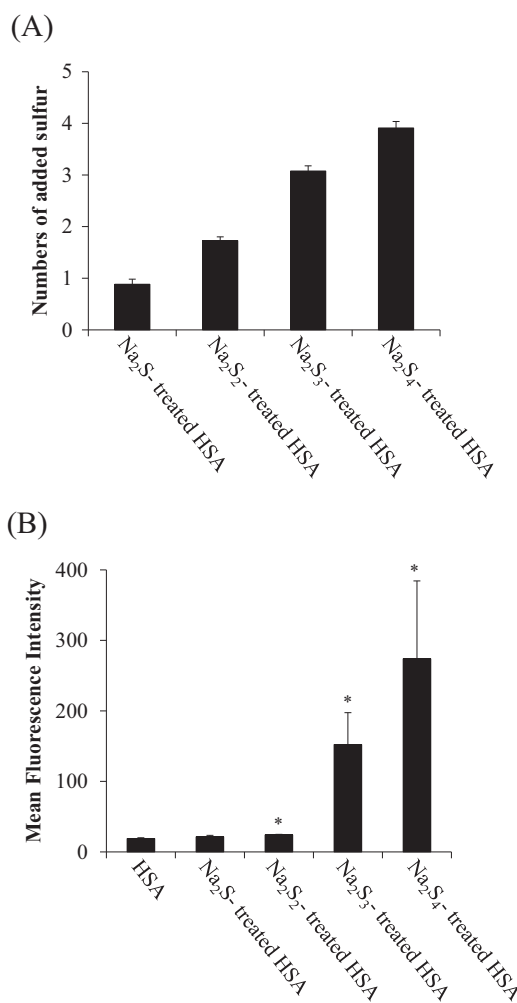 (A)
Numbers of added sulfur
5
4
3
2
1
0
Na₂S- treated HSA
Na₂S₂- treated HSA
Na₂S₃- treated HSA
Na₂S₄- treated HSA
(B)
Mean Fluorescence Intensity
400
300
200
100
0
*
*
*
HSA
Na₂S- treated HSA
Na₂S₂- treated HSA
Na₂S₃- treated HSA
Na₂S₄- treated HSA